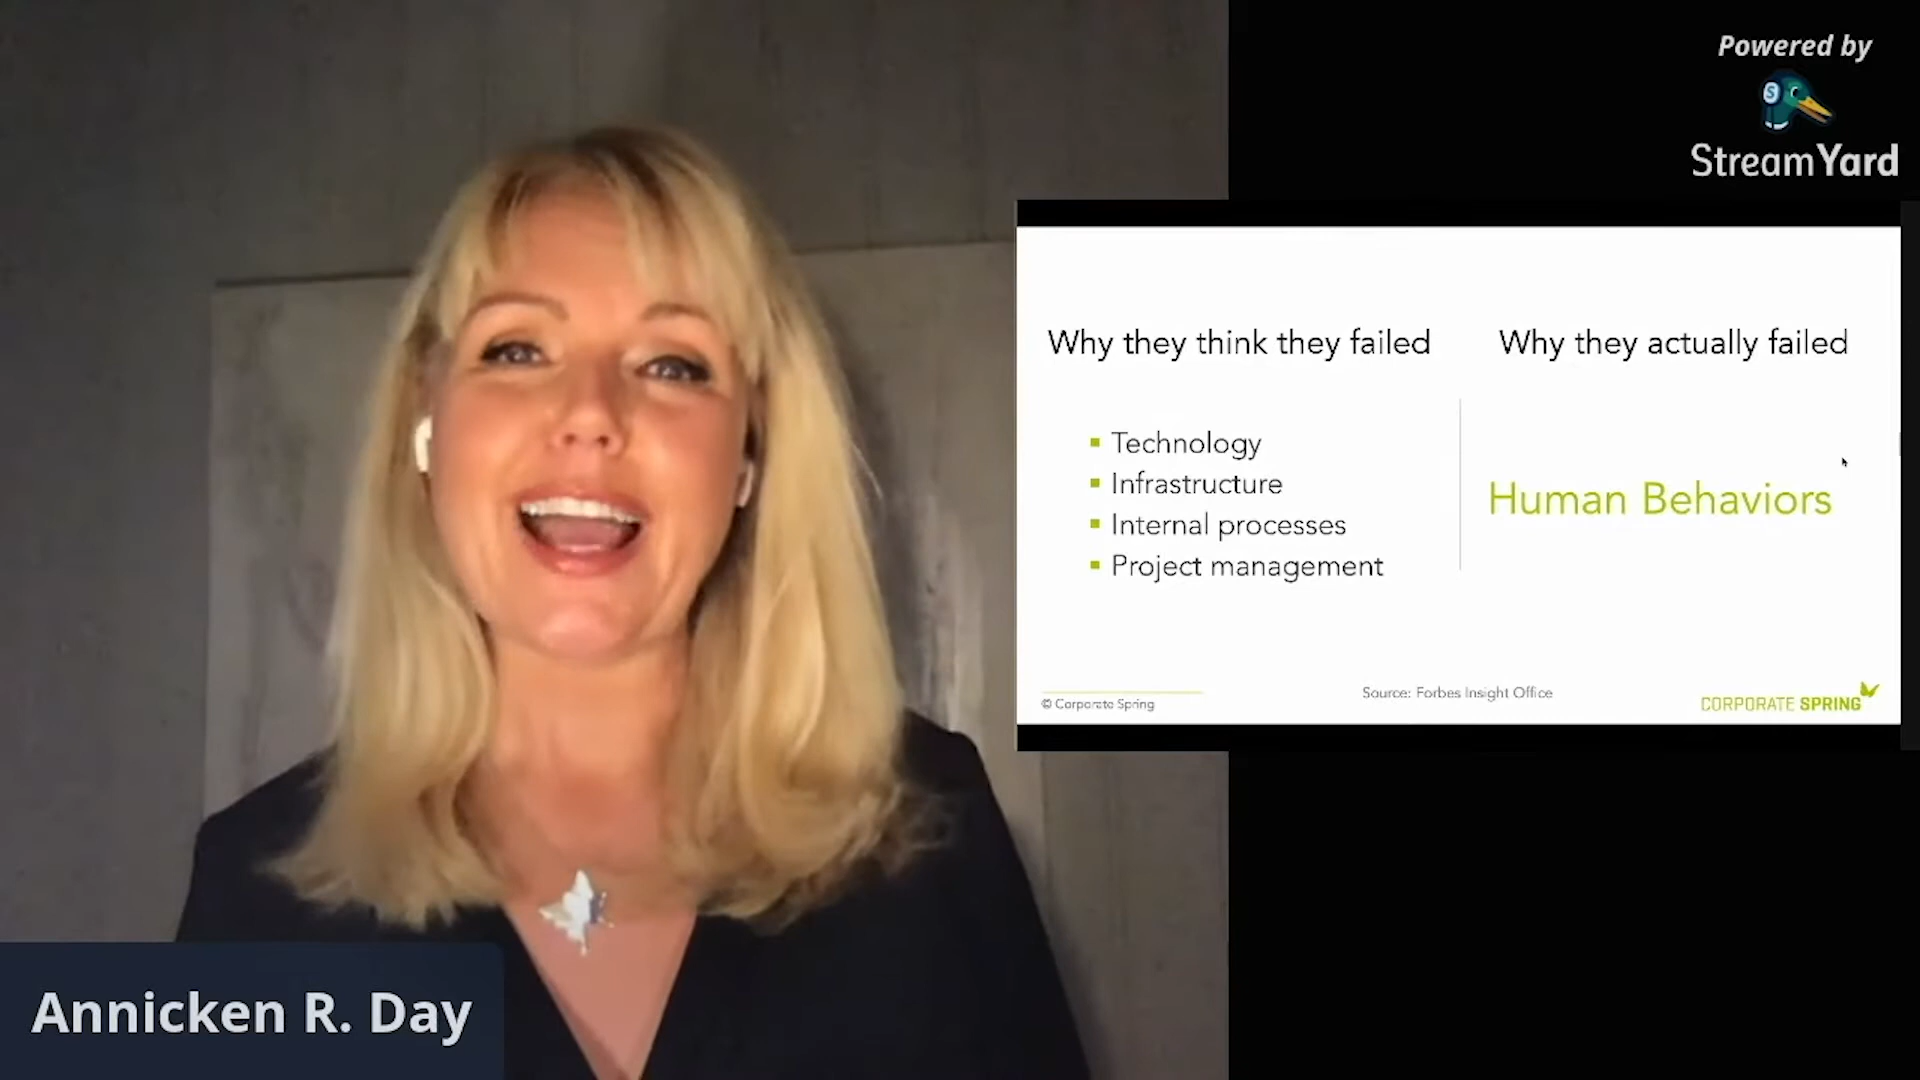 Powered by
StreamYard
Why they think they failed
Technology
Infrastructure
Internal processes
Project management
Why they actually failed
Human Behaviors
© Corporate Spring
Source: Forbes Insight Office
CORPORATE SPRING
Annicken R. Day